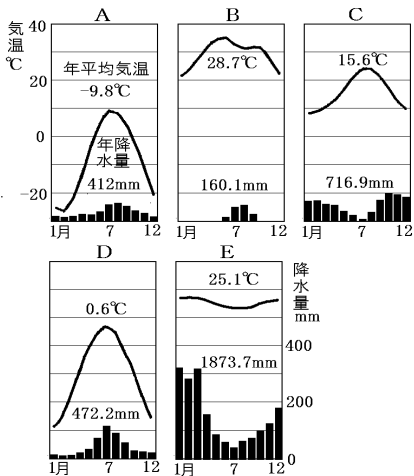 A B C
気温 ℃
40
20
0
-20
年平均気温
-9.8℃
年降水量
412mm
28.7℃
160.1mm
15.6℃
716.9mm
1月 7 12
1月 7 12
1月 7 12
D E
0.6℃
472.2mm
25.1℃
1873.7mm
降水量 mm
400
200
0
1月 7 12
1月 7 12